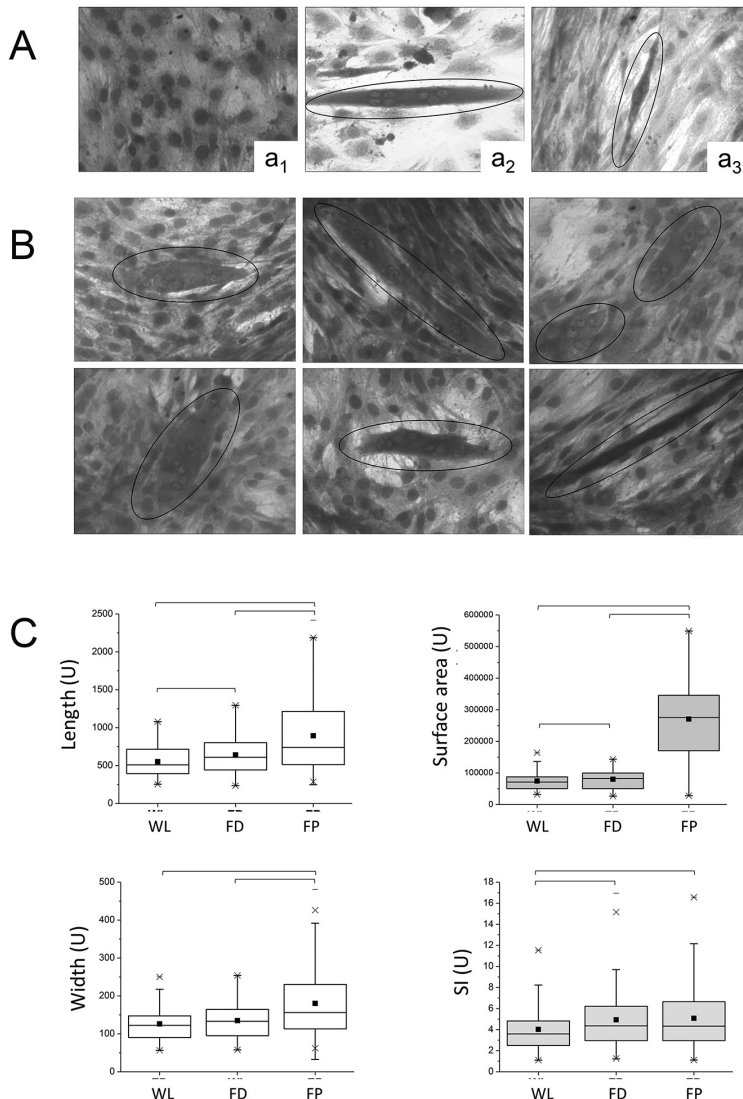 A
a1
a2
a3
B
C
Length (U)
2500
2000
1500
1000
500
0
WL
FD
FP
Surface area (U)
600000
500000
400000
300000
200000
100000
0
WL
FD
FP
Width (U)
500
400
300
200
100
0
WL
FD
FP
SI (U)
18
16
14
12
10
8
6
4
2
0
WL
FD
FP